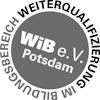 WEITERQUALIFIZIERUNG
IM BILDUNGSBEREICH
WiB e.V.
Potsdam